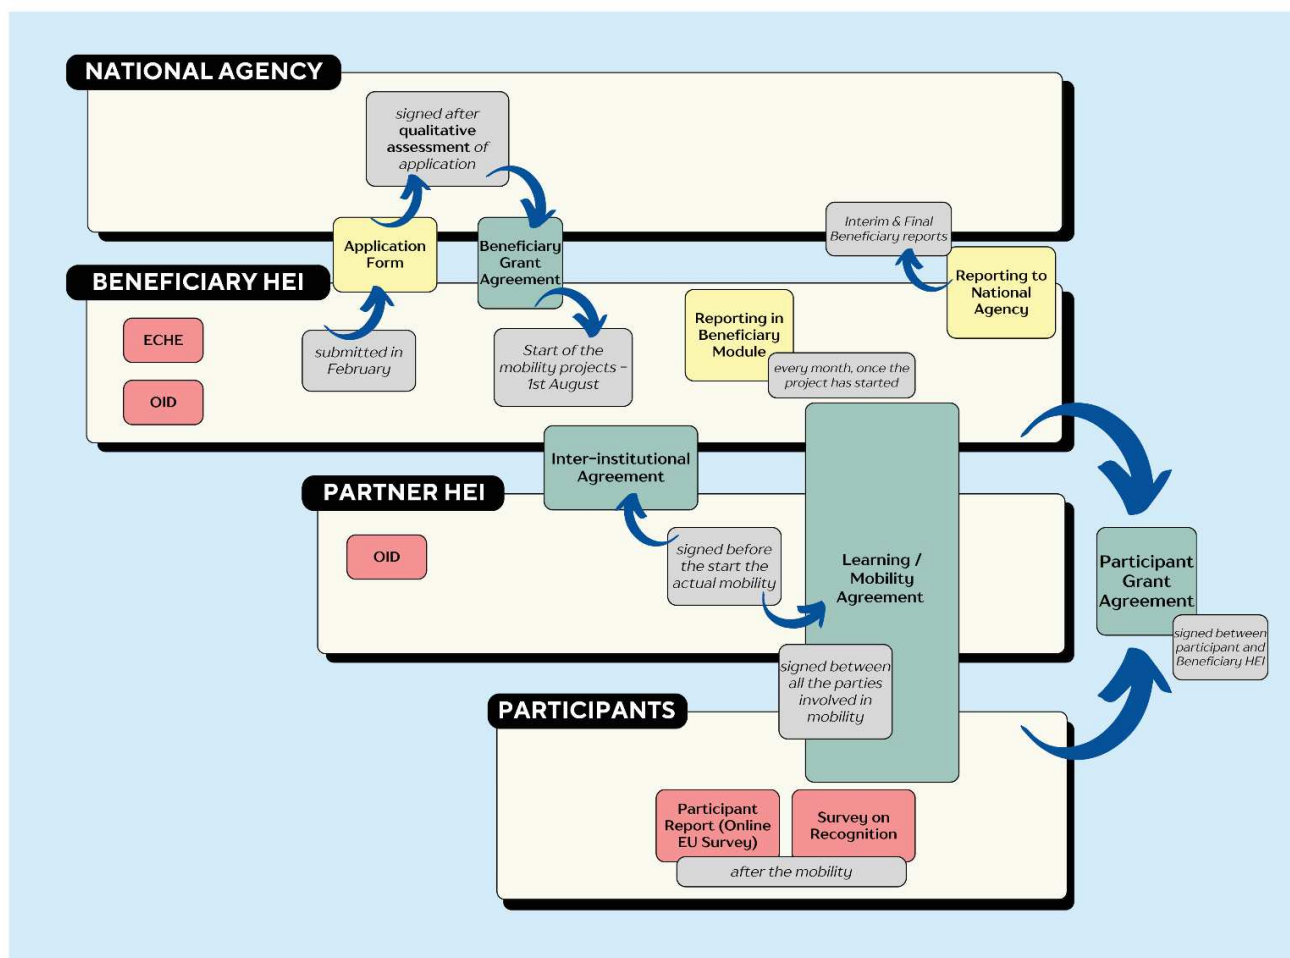 NATIONAL AGENCY
signed after
qualitative
assessment of
application
Application
Form
Beneficiary
Grant
Agreement
Interim & Final
Beneficiary reports
Reporting to
National
Agency
BENEFICIARY HEI
ECHE
OID
submitted in
February
Start of the
mobility projects –
1st August
Reporting in
Beneficiary
Module
every month, once the
project has started
Inter-institutional
Agreement
PARTNER HEI
OID
signed before
the start the
actual mobility
Learning /
Mobility
Agreement
Participant
Grant
Agreement
signed between
participant and
Beneficiary HEI
signed between
all the parties
involved in
mobility
PARTICIPANTS
Participant
Report (Online
EU Survey)
Survey on
Recognition
after the mobility